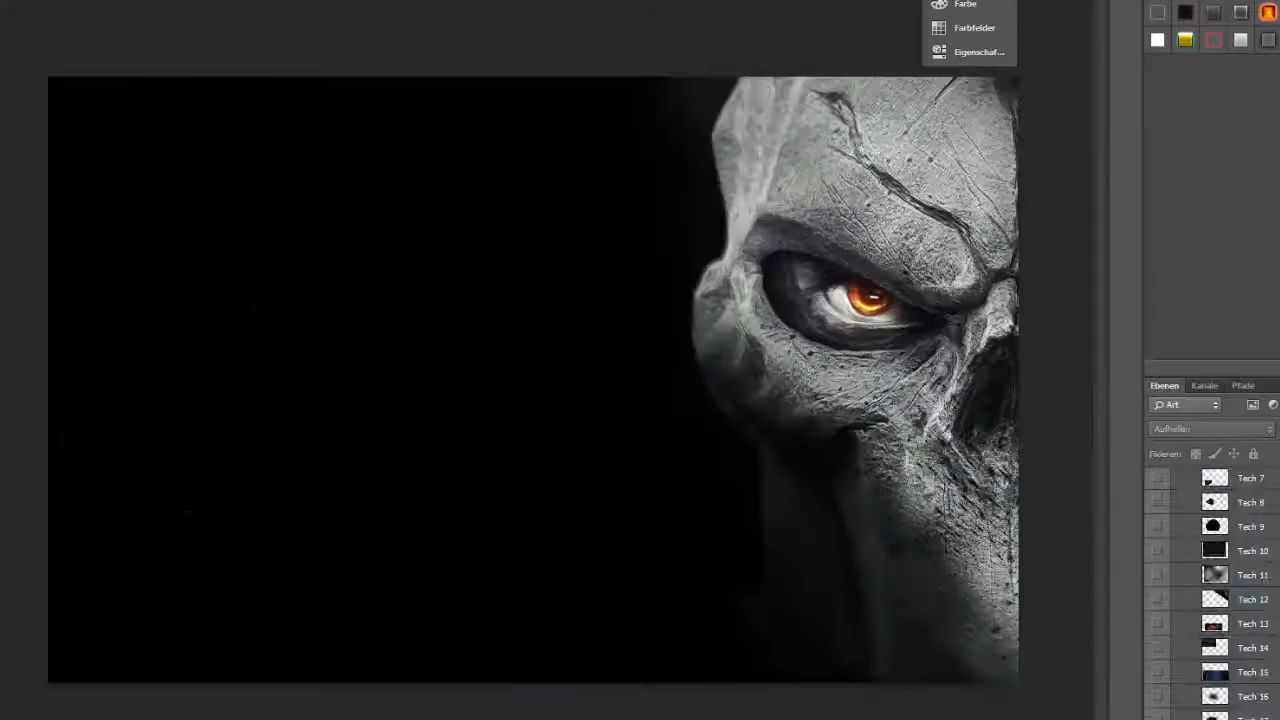 Farbe
Farbfelder
Eigenschaf...
Ebenen Kanäle Pfade
Art
Aufhellen
Fixieren:
Tech 7
Tech 8
Tech 9
Tech 10
Tech 11
Tech 12
Tech 13
Tech 14
Tech 15
Tech 16